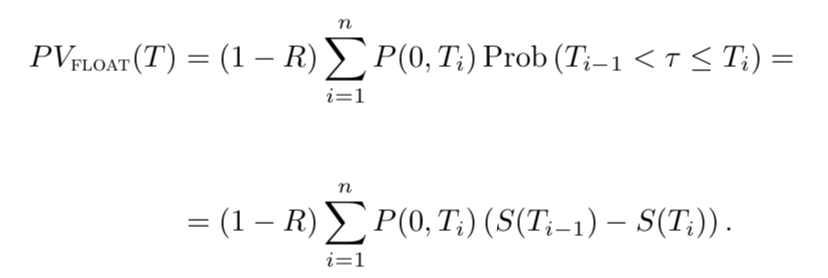 PV_FLOAT(T) = (1 − R) ∑_{i=1}^{n} P(0, T_i) Prob (T_{i−1} < τ ≤ T_i) =
= (1 − R) ∑_{i=1}^{n} P(0, T_i) (S(T_{i−1}) − S(T_i)) .